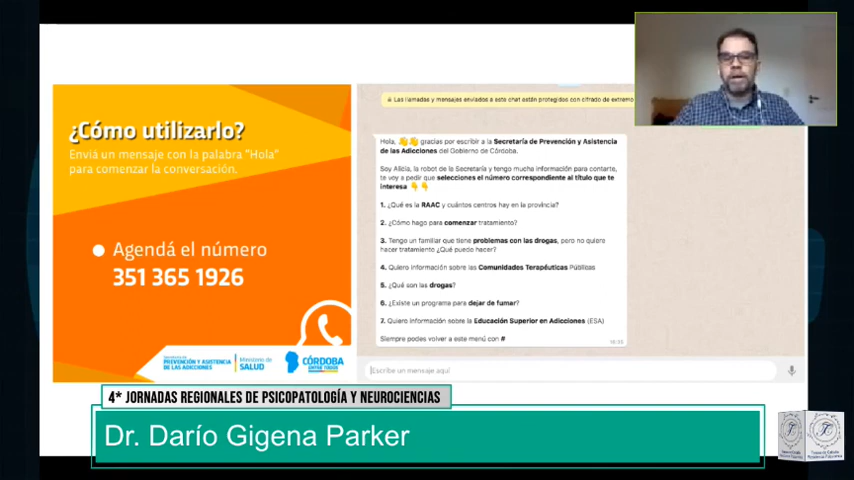 ¿Cómo utilizarlo?
Enviá un mensaje con la palabra "Hola"
para comenzar la conversación.
Agendá el número
351 365 1926
PREVENCIÓN Y ASISTENCIA
DE LAS ADICCIONES
Ministerio de
SALUD
CÓRDOBA
ENTRE TODOS
Las llamadas y mensajes enviados a este chat están protegidos con cifrado de extremo
Hola, 👋👋 gracias por escribir a la Secretaría de Prevención y Asistencia
de las Adicciones del Gobierno de Córdoba.
Soy Alicia, la robot de la Secretaría y tengo mucha información para contarte,
te voy a pedir que selecciones el número correspondiente al título que te
interesa 👇 👇
1. ¿Qué es la RAAC y cuántos centros hay en la provincia?
2. ¿Cómo hago para comenzar tratamiento?
3. Tengo un familiar que tiene problemas con las drogas, pero no quiere
hacer tratamiento ¿Qué puedo hacer?
4. Quiero información sobre las Comunidades Terapéuticas Públicas
5. ¿Qué son las drogas?
6. ¿Existe un programa para dejar de fumar?
7. Quiero información sobre la Educación Superior en Adicciones (ESA)
Siempre podes volver a este menú con #
Escribe un mensaje aquí
4* JORNADAS REGIONALES DE PSICOPATOLOGÍA Y NEUROCIENCIAS
Dr. Darío Gigena Parker